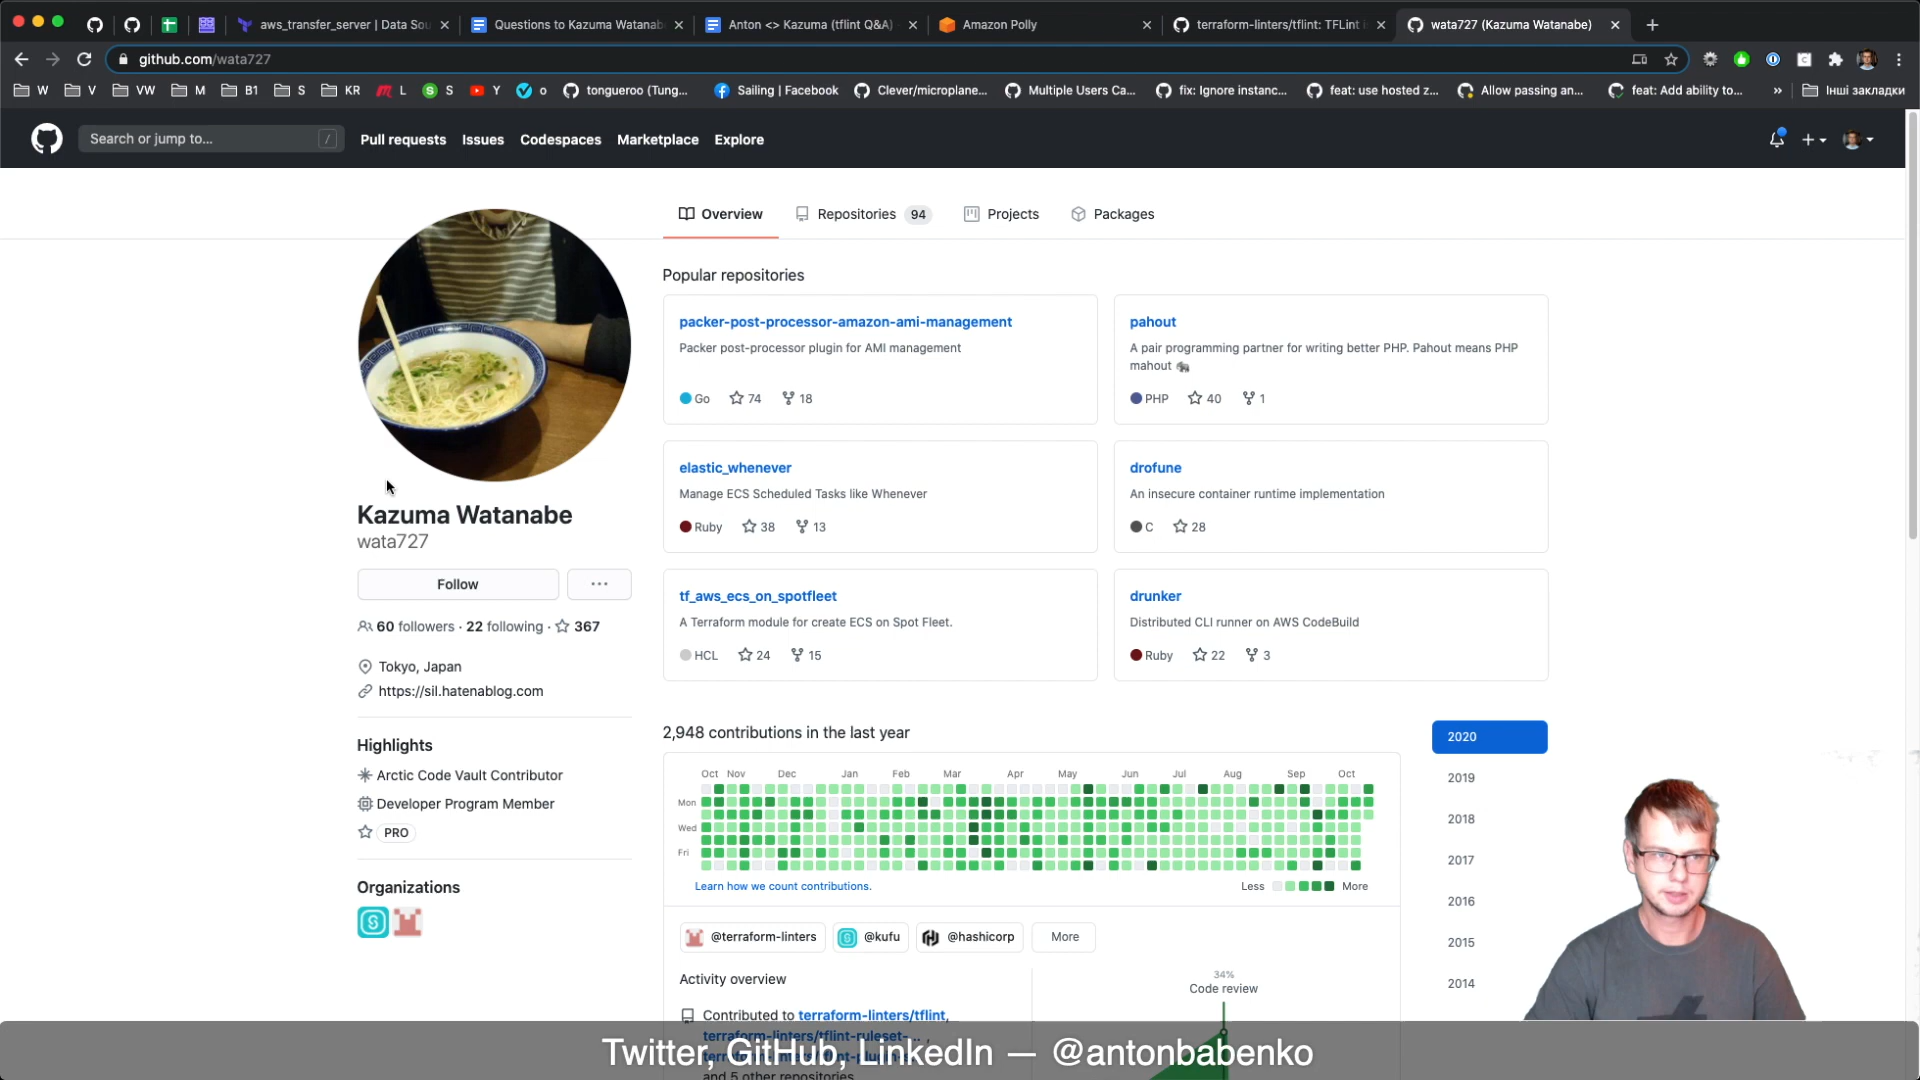 aws_transfer_server | Data Sou
Questions to Kazuma Watanab
Anton <> Kazuma (tflint Q&A)
Amazon Polly
terraform-linters/tflint: TFLint i
wata727 (Kazuma Watanabe)
github.com/wata727
W
V
VW
M
B1
S
KR
L
S
Y
o
tongueroo (Tung...
Sailing | Facebook
Clever/microplane...
Multiple Users Ca...
fix: Ignore instanc...
feat: use hosted z...
Allow passing an...
feat: Add ability to...
»
Інші закладки
Search or jump to...
/
Pull requests
Issues
Codespaces
Marketplace
Explore
Overview
Repositories 94
Projects
Packages
Kazuma Watanabe
wata727
Follow
...
60 followers · 22 following · 367
Tokyo, Japan
https://sil.hatenablog.com
Highlights
Arctic Code Vault Contributor
Developer Program Member
PRO
Organizations
Popular repositories
packer-post-processor-amazon-ami-management
Packer post-processor plugin for AMI management
Go 74 18
pahout
A pair programming partner for writing better PHP. Pahout means PHP
mahout
PHP 40 1
elastic_whenever
Manage ECS Scheduled Tasks like Whenever
Ruby 38 13
drofune
An insecure container runtime implementation
C 28
tf_aws_ecs_on_spotfleet
A Terraform module for create ECS on Spot Fleet.
HCL 24 15
drunker
Distributed CLI runner on AWS CodeBuild
Ruby 22 3
2,948 contributions in the last year
Oct Nov Dec Jan Feb Mar Apr May Jun Jul Aug Sep Oct
Mon
Wed
Fri
Learn how we count contributions.
Less More
2020
2019
2018
2017
2016
2015
2014
@terraform-linters
@kufu
@hashicorp
More
Activity overview
Contributed to terraform-linters/tflint,
terraform-linters/tflint-ruleset-... ,
and 5 other repositories
34%
Code review
Twitter, GitHub, LinkedIn — @antonbabenko